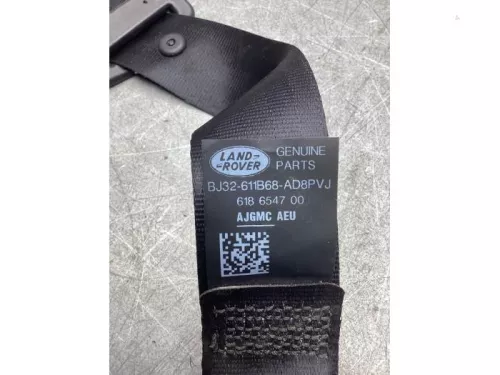 LAND-
-ROVER
GENUINE
PARTS
BJ32-611B68-AD8PVJ
618 6547 00
AJGMC AEU